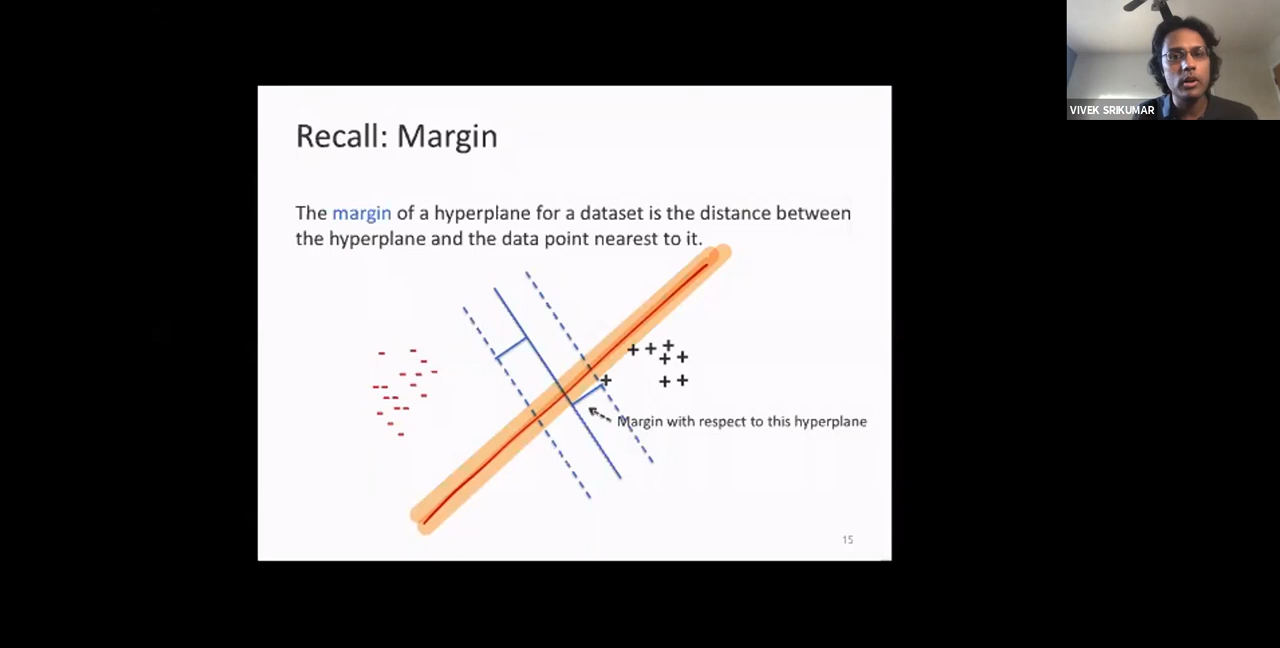 VIVEK SRIKUMAR
Recall: Margin
The margin of a hyperplane for a dataset is the distance between
the hyperplane and the data point nearest to it.
Margin with respect to this hyperplane
15